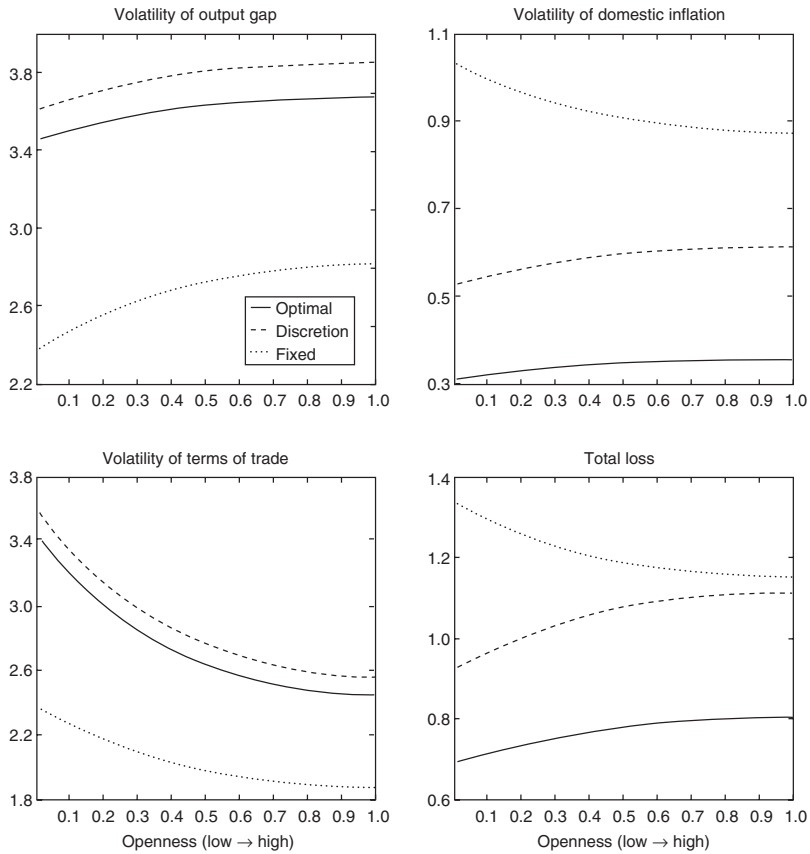 Volatility of output gap
3.8
3.4
3.0
2.6
2.2
0.1 0.2 0.3 0.4 0.5 0.6 0.7 0.8 0.9 1.0
Optimal
Discretion
Fixed
Volatility of domestic inflation
1.1
0.9
0.7
0.5
0.3
0.1 0.2 0.3 0.4 0.5 0.6 0.7 0.8 0.9 1.0
Volatility of terms of trade
3.8
3.4
3.0
2.6
2.2
1.8
0.1 0.2 0.3 0.4 0.5 0.6 0.7 0.8 0.9 1.0
Openness (low → high)
Total loss
1.4
1.2
1.0
0.8
0.6
0.1 0.2 0.3 0.4 0.5 0.6 0.7 0.8 0.9 1.0
Openness (low → high)